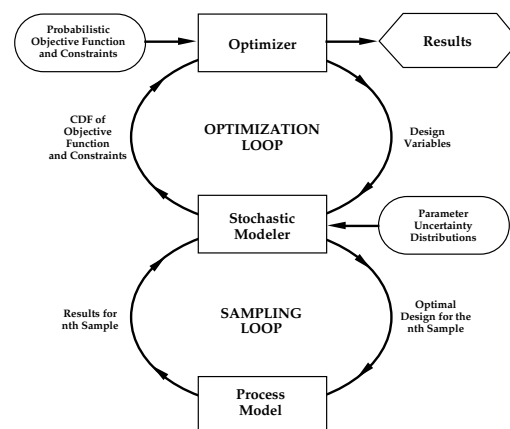 Probabilistic
Objective Function
and Constraints
Optimizer
Results
CDF of
Objective
Function
and Constraints
OPTIMIZATION
LOOP
Design
Variables
Stochastic
Modeler
Parameter
Uncertainty
Distributions
Results for
nth Sample
SAMPLING
LOOP
Optimal
Design for the
nth Sample
Process
Model